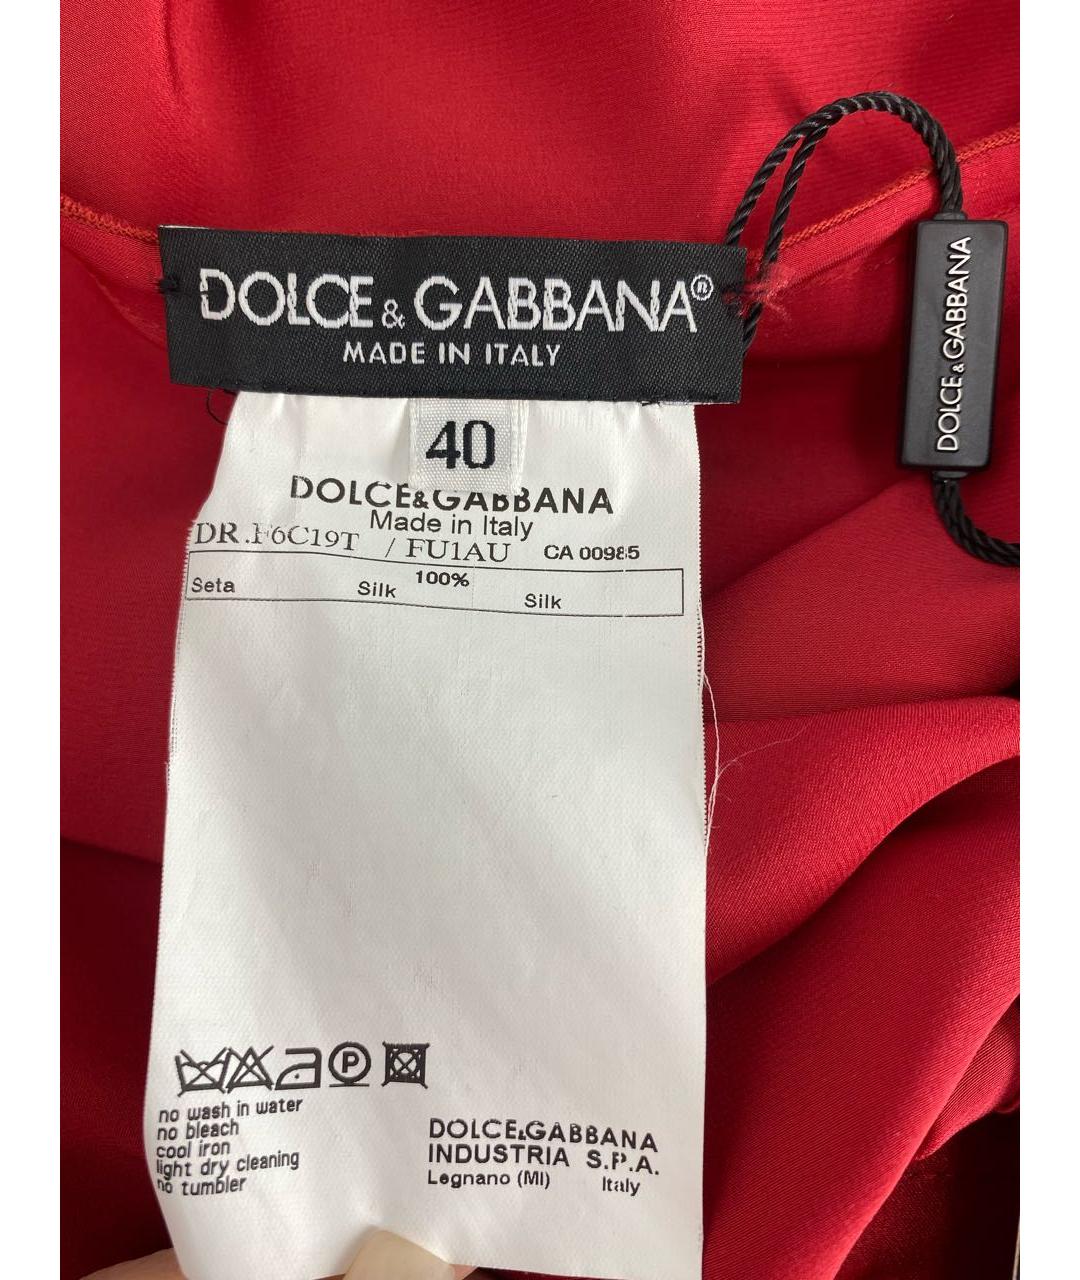 DOLCE & GABBANA®
MADE IN ITALY
DOLCE & GABBANA
40
DOLCE&GABBANA
Made in Italy
DR.F6C19T / FU1AU CA 00985
Seta Silk 100% Silk
P
no wash in water
no bleach
cool iron
light dry cleaning
no tumbler
DOLCE&GABBANA
INDUSTRIA S.P.A.
Legnano (MI) Italy